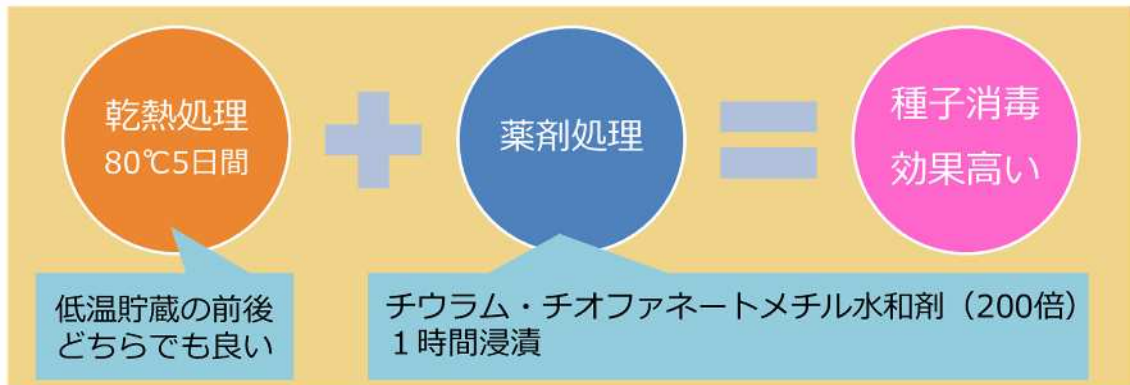 乾熱処理
80℃5日間
薬剤処理
種子消毒
効果高い
低温貯蔵の前後
どちらでも良い
チウラム・チオファネートメチル水和剤（200倍）
１時間浸漬